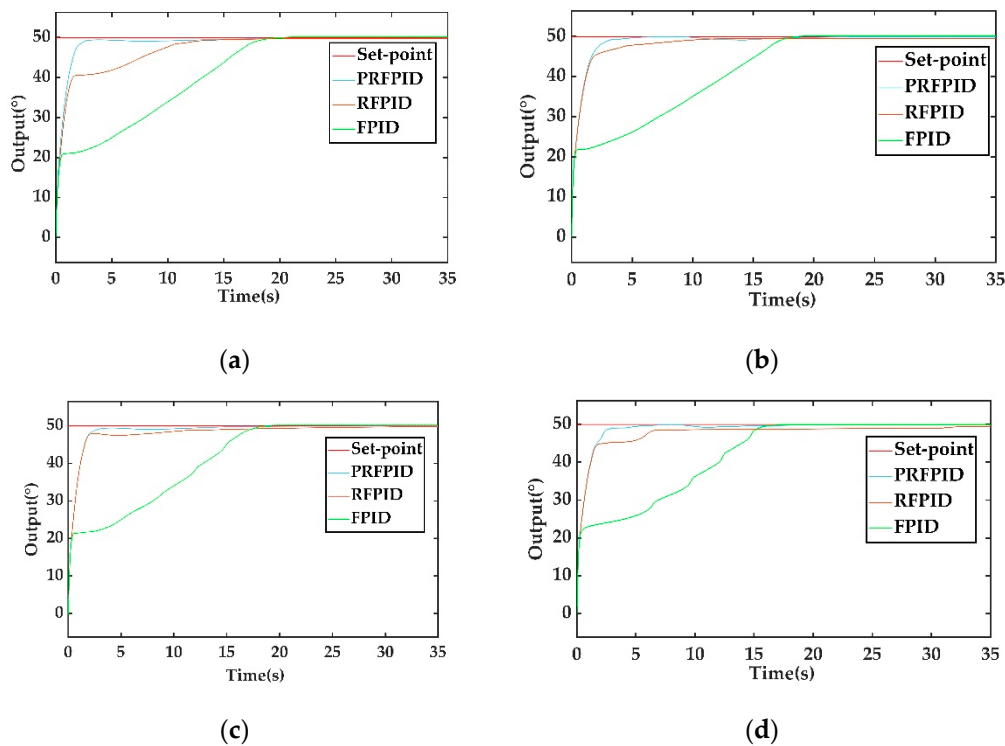 50
40
30
20
10
0
Output(°)
Set-point
PRFPID
RFPID
FPID
0 5 10 15 20 25 30 35
Time(s)
(a)
50
40
30
20
10
0
Output(°)
Set-point
PRFPID
RFPID
FPID
0 5 10 15 20 25 30 35
Time(s)
(b)
50
40
30
20
10
0
Output(°)
Set-point
PRFPID
RFPID
FPID
0 5 10 15 20 25 30 35
Time(s)
(c)
50
40
30
20
10
0
Output(°)
Set-point
PRFPID
RFPID
FPID
0 5 10 15 20 25 30 35
Time(s)
(d)